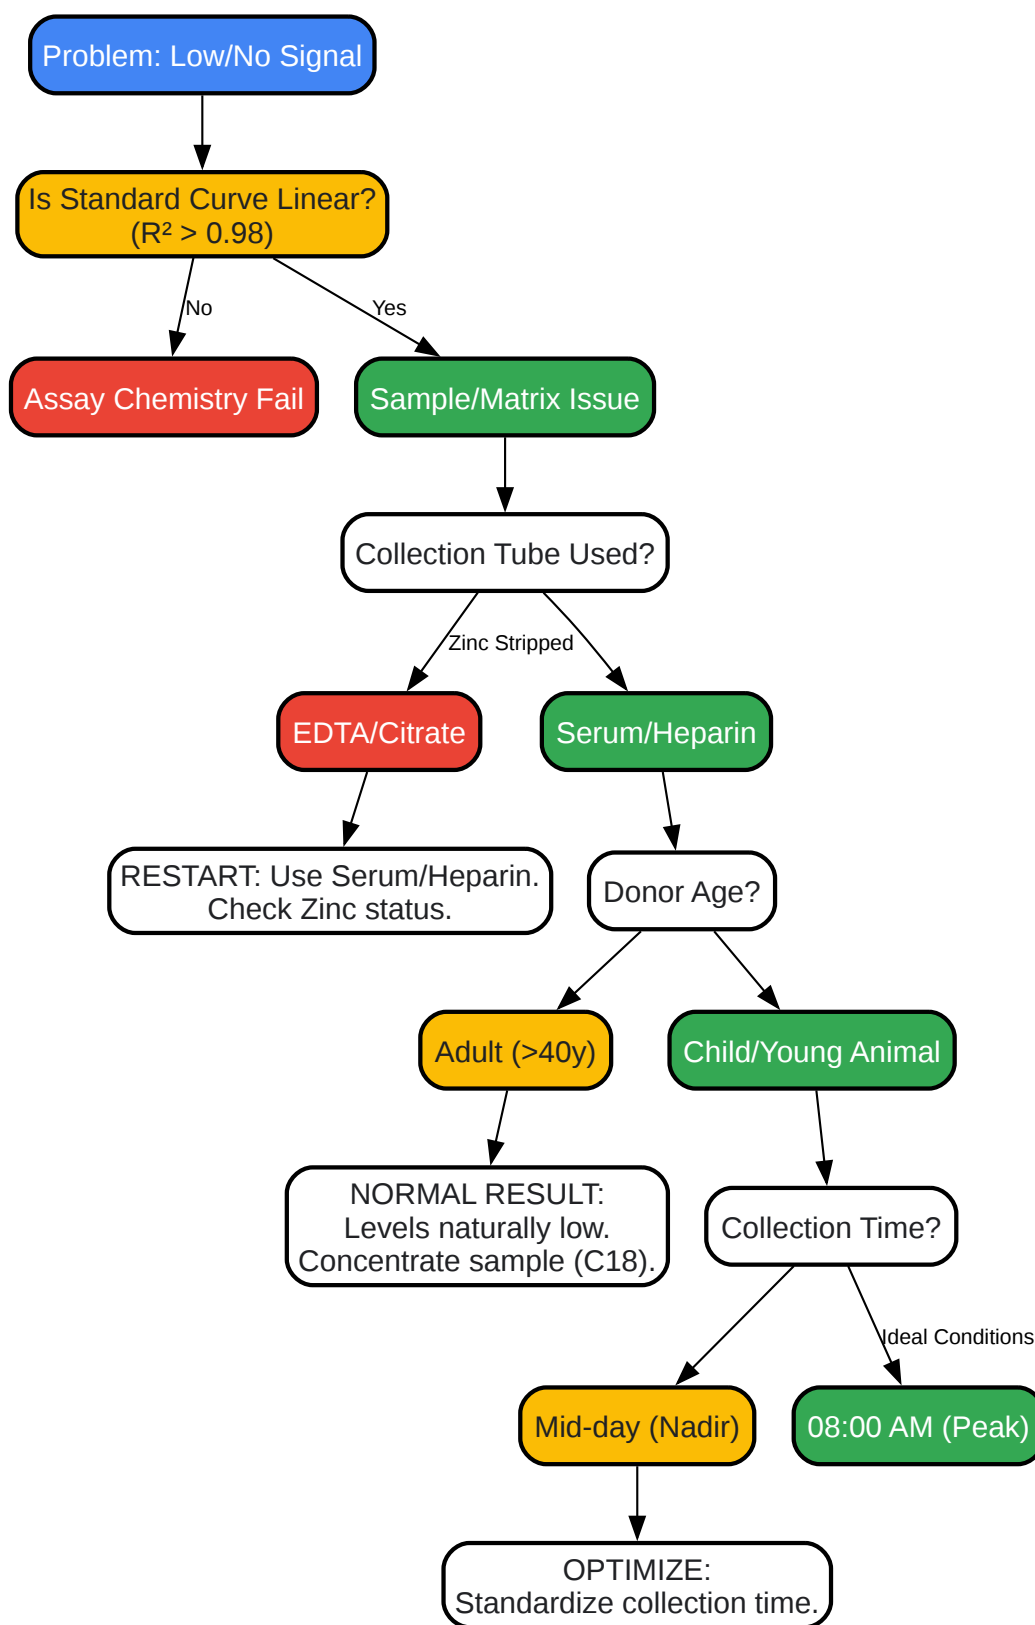 Problem: Low/No Signal
Is Standard Curve Linear?
(R² > 0.98)
No
Yes
Assay Chemistry Fail
Sample/Matrix Issue
Collection Tube Used?
Zinc Stripped
EDTA/Citrate
Serum/Heparin
RESTART: Use Serum/Heparin.
Check Zinc status.
Donor Age?
Adult (>40y)
Child/Young Animal
NORMAL RESULT:
Levels naturally low.
Concentrate sample (C18).
Collection Time?
Ideal Conditions
Mid-day (Nadir)
08:00 AM (Peak)
OPTIMIZE:
Standardize collection time.